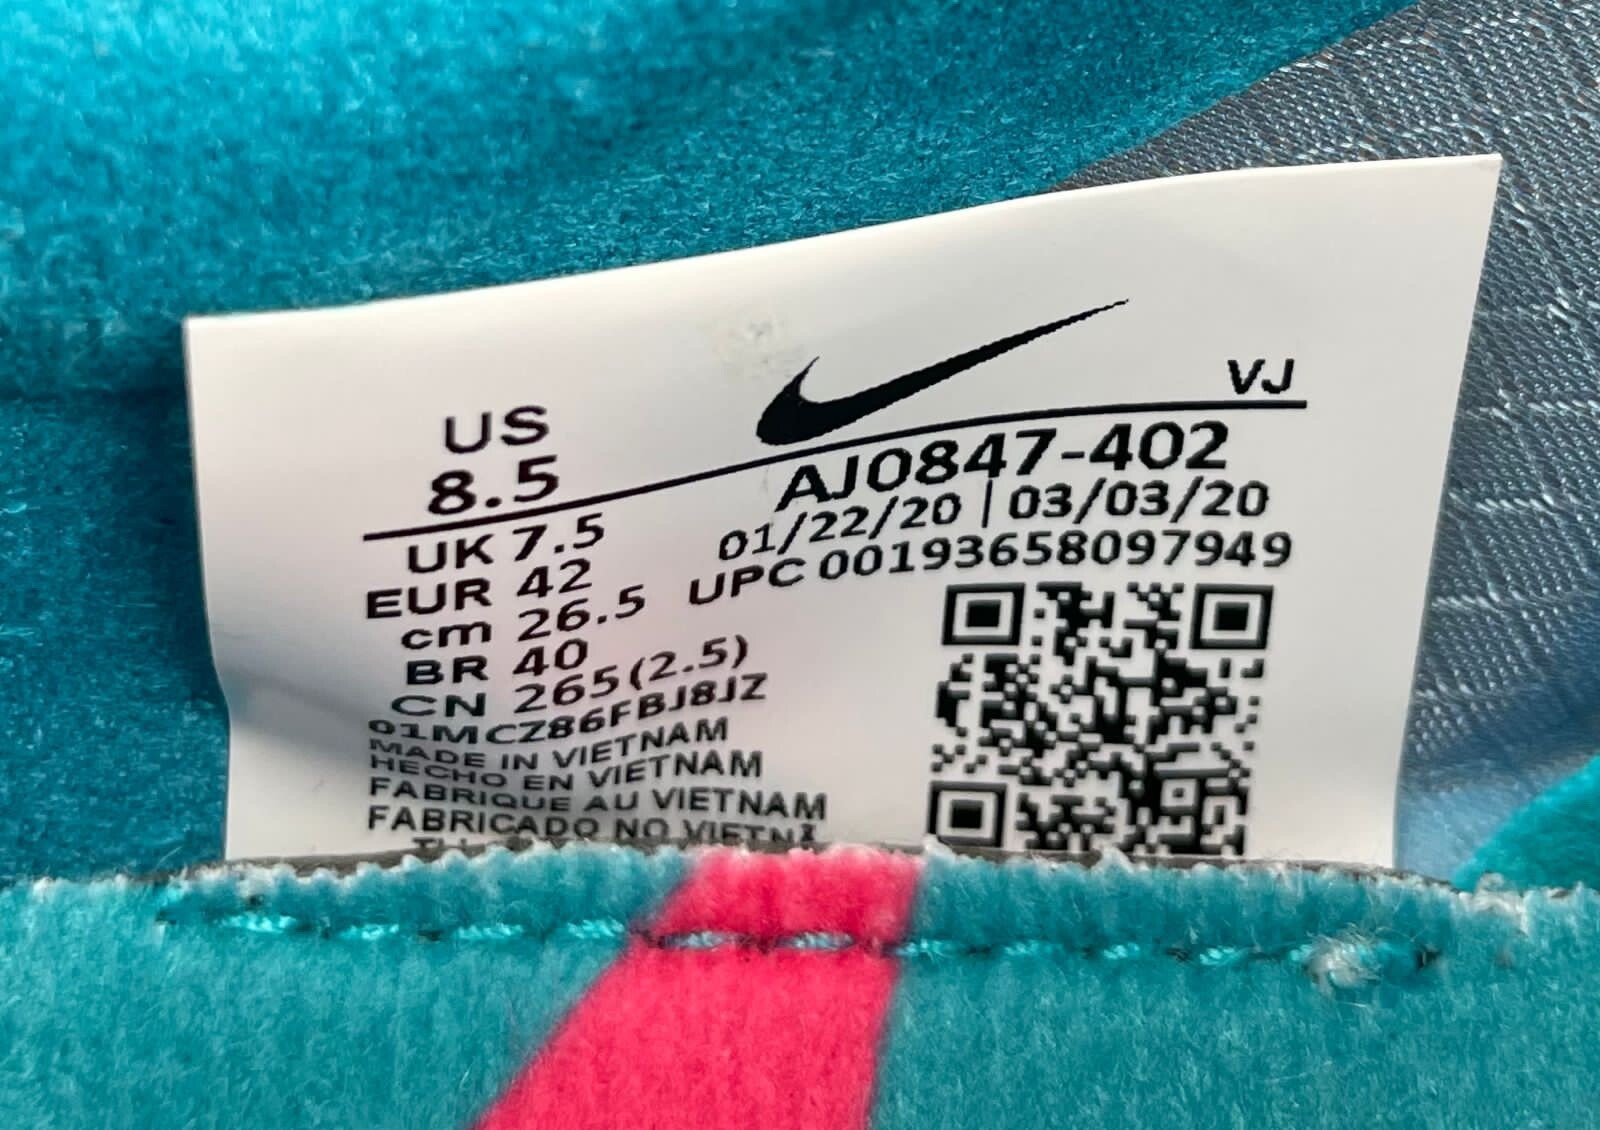 US
8.5
UK 7.5
EUR 42
cm 26.5
BR 40
CN 265(2.5)
01MCZ86FBJ8JZ
MADE IN VIETNAM
HECHO EN VIETNAM
FABRIQUE AU VIETNAM
FABRICADO NO
VJ
AJ0847-402
01/22/20 | 03/03/20
UPC 00193658097949